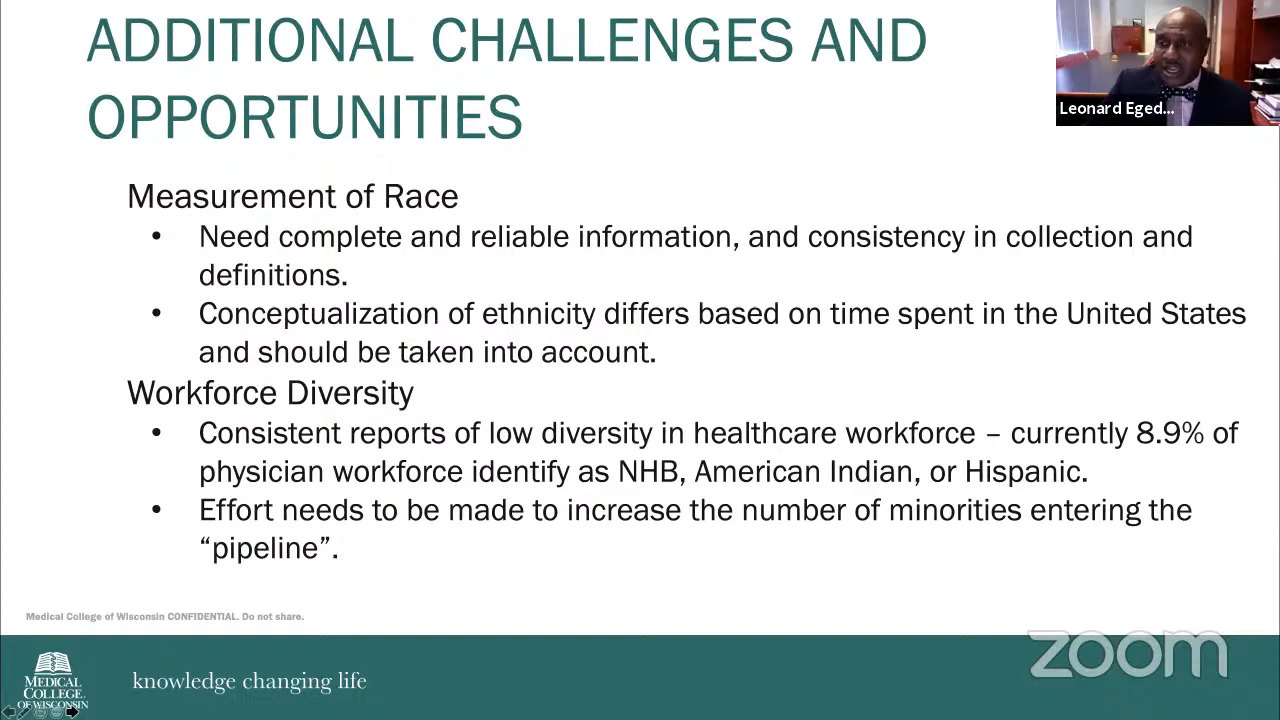 ADDITIONAL CHALLENGES AND
OPPORTUNITIES
Leonard Eged...
Measurement of Race
• Need complete and reliable information, and consistency in collection and
definitions.
• Conceptualization of ethnicity differs based on time spent in the United States
and should be taken into account.
Workforce Diversity
• Consistent reports of low diversity in healthcare workforce – currently 8.9% of
physician workforce identify as NHB, American Indian, or Hispanic.
• Effort needs to be made to increase the number of minorities entering the
“pipeline”.
Medical College of Wisconsin CONFIDENTIAL. Do not share.
zoom
MEDICAL
COLLEGE
OF WISCONSIN
knowledge changing life